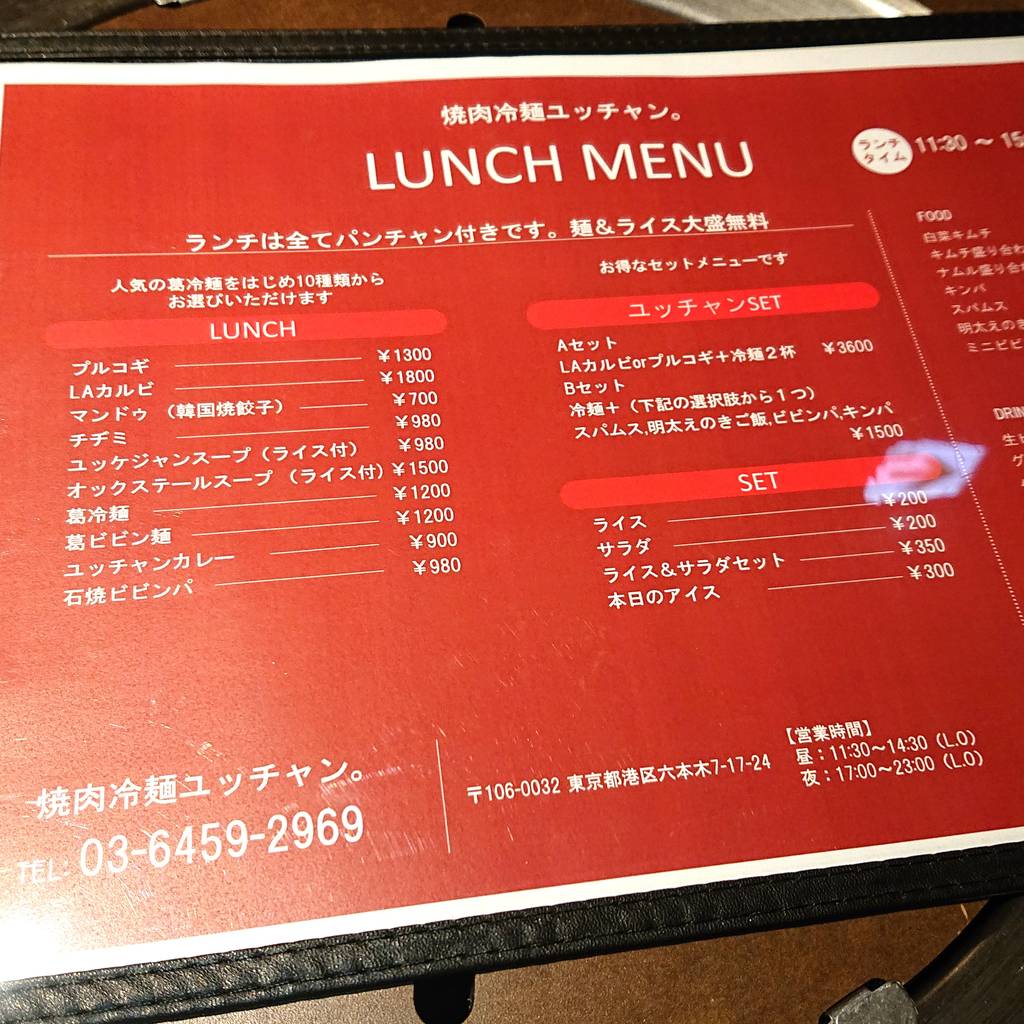 焼肉冷麺ユッチャン。
LUNCH MENU
ランチタイム 11:30 ～ 15
ランチは全てパンチャン付きです。麺＆ライス大盛無料
人気の葛冷麺をはじめ10種類から
お選びいただけます
LUNCH
プルコギ ¥1300
LAカルビ ¥1800
マンドゥ （韓国焼餃子） ¥700
チヂミ ¥980
ユッケジャンスープ（ライス付） ¥980
オックステールスープ （ライス付） ¥1500
葛冷麺 ¥1200
葛ビビン麺 ¥1200
ユッチャンカレー ¥900
石焼ビビンパ ¥980
お得なセットメニューです
ユッチャンSET
Aセット
LAカルビorプルコギ＋冷麺２杯 ¥3600
Bセット
冷麺＋（下記の選択肢から１つ）
スパムス,明太えのきご飯,ビビンパ,キンパ
¥1500
SET
ライス ¥200
サラダ ¥200
ライス＆サラダセット ¥350
本日のアイス ¥300
FOOD
白菜キムチ
キムチ盛り合わ
ナムル盛り合
キンパ
スパムス
明太えのき
ミニビビ
DRIN
生
焼肉冷麺ユッチャン。
TEL: 03-6459-2969
〒106-0032 東京都港区六本木7-17-24
【営業時間】
昼：11:30～14:30（L.O）
夜：17:00～23:00（L.O）